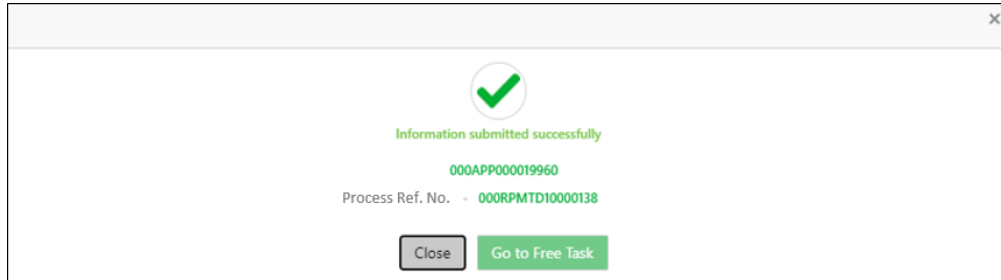 ×
Information submitted successfully
000APP000019960
Process Ref. No. - 000RPMTD10000138
Close Go to Free Task